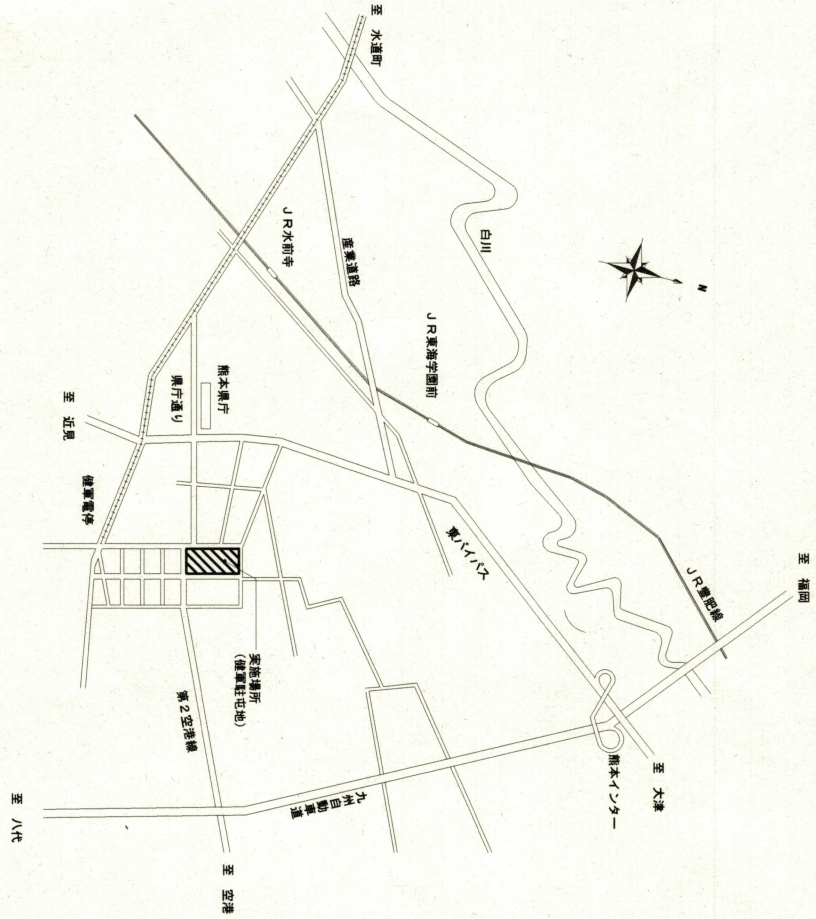 至 水道町
白川
N
JR水前寺
産業道路
JR東海学園前
熊本県庁
県庁通り
至 近見
健軍電停
東バイパス
至 福岡
JR豊肥線
実施場所
(健軍駐屯地)
第2空港線
熊本インター
至 大津
九州自動車道
至 八代
至 空港